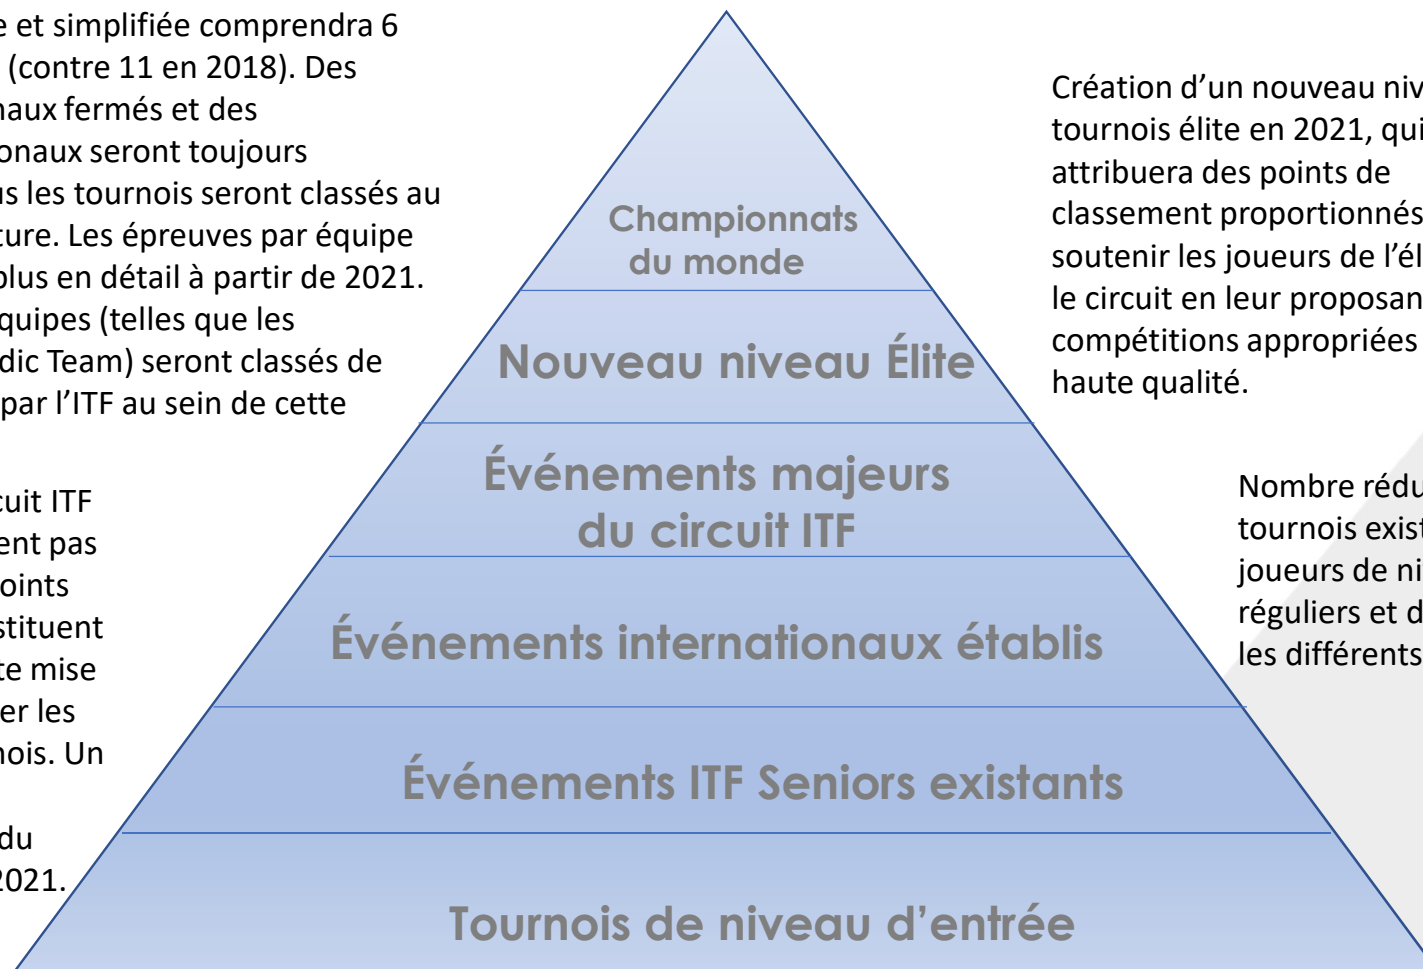 e et simplifiée comprendra 6
(contre 11 en 2018). Des
naux fermés et des
onaux seront toujours
us les tournois seront classés au
ture. Les épreuves par équipe
plus en détail à partir de 2021.
quipes (telles que les
dic Team) seront classés de
par l’ITF au sein de cette
cuit ITF
ent pas
oints
stituent
te mise
er les
nois. Un
du
2021.
Championnats
du monde
Nouveau niveau Élite
Événements majeurs
du circuit ITF
Événements internationaux établis
Événements ITF Seniors existants
Tournois de niveau d’entrée
Création d’un nouveau niv
tournois élite en 2021, qui
attribuera des points de
classement proportionnés
soutenir les joueurs de l’él
le circuit en leur proposan
compétitions appropriées
haute qualité.
Nombre rédu
tournois exist
joueurs de ni
réguliers et d
les différents